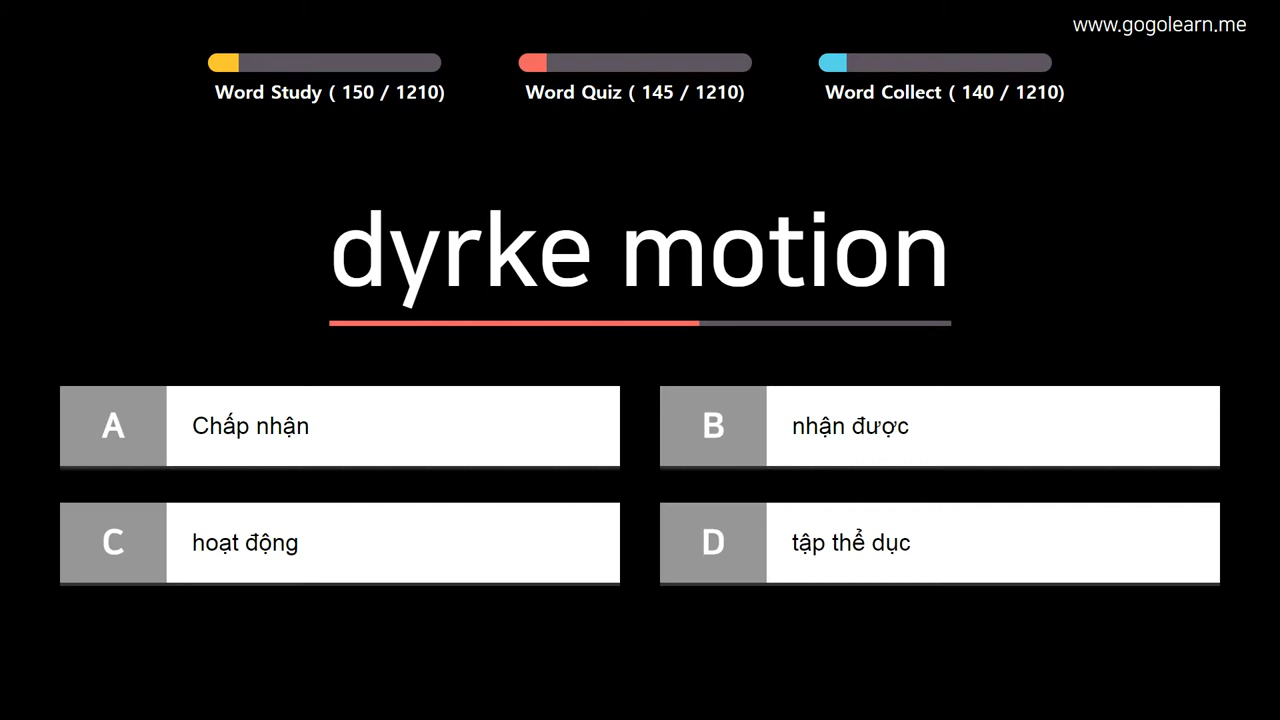 www.gogolearn.me
Word Study ( 150 / 1210)
Word Quiz ( 145 / 1210)
Word Collect ( 140 / 1210)
dyrke motion
A Chấp nhận
B nhận được
C hoạt động
D tập thể dục